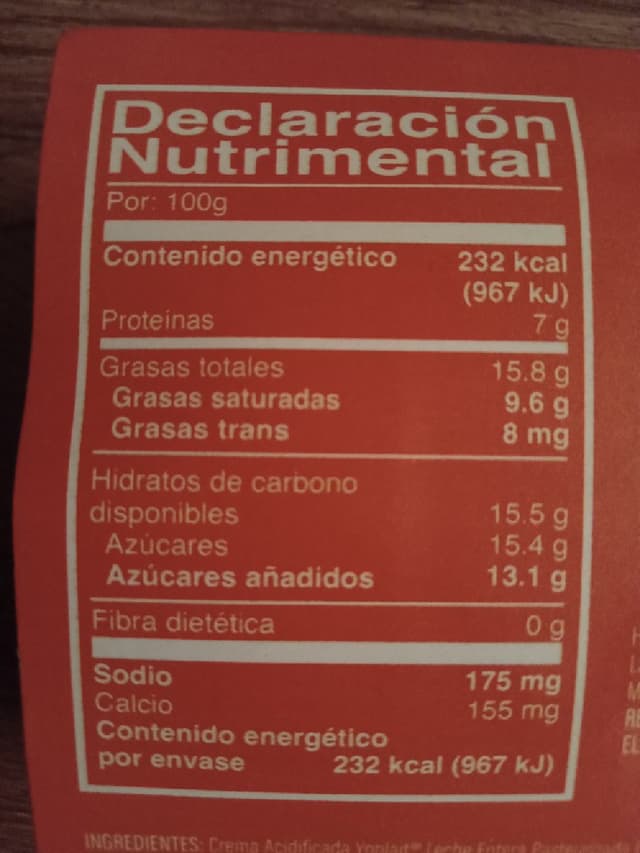 Declaración
Nutrimental
Por: 100g
Contenido energético 232 kcal
(967 kJ)
Proteínas 7 g
Grasas totales 15.8 g
Grasas saturadas 9.6 g
Grasas trans 8 mg
Hidratos de carbono
disponibles 15.5 g
Azúcares 15.4 g
Azúcares añadidos 13.1 g
Fibra dietética 0 g
Sodio 175 mg
Calcio 155 mg
Contenido energético
por envase 232 kcal (967 kJ)
INGREDIENTES: Crema Acidificada Yoplait Leche Entera Pasteurizada